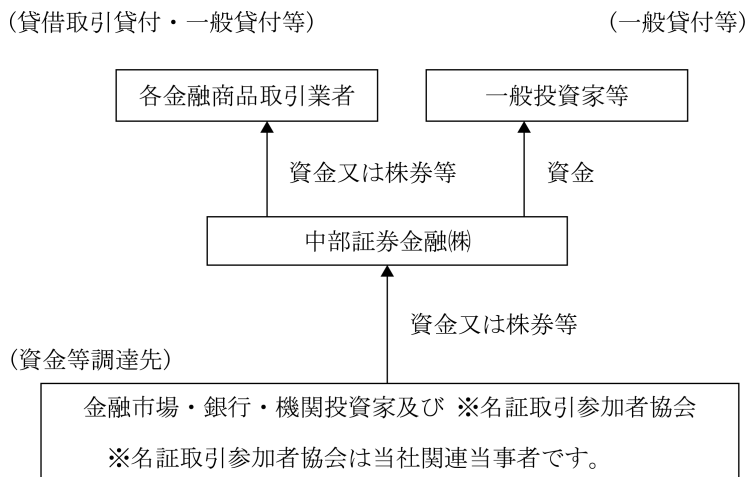 (貸借取引貸付・一般貸付等)
(一般貸付等)
各金融商品取引業者
一般投資家等
資金又は株券等
資金
中部証券金融㈱
資金又は株券等
(資金等調達先)
金融市場・銀行・機関投資家及び ※名証取引参加者協会
※名証取引参加者協会は当社関連当事者です。